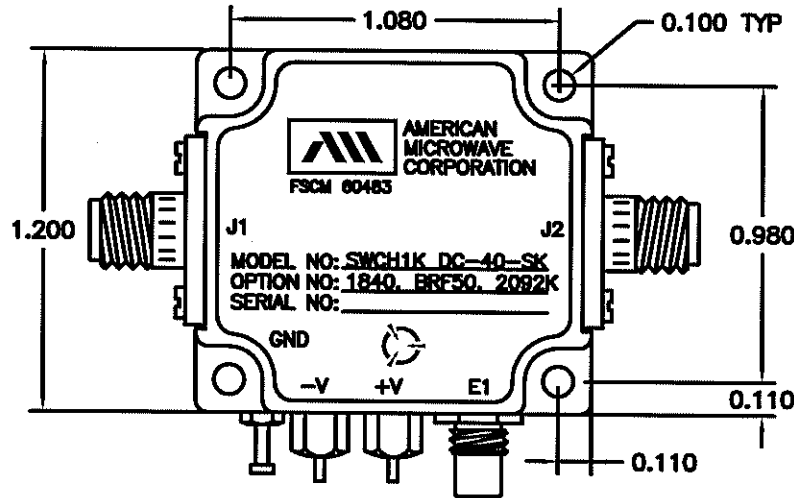 1.080
0.100 TYP
AMERICAN
MICROWAVE
CORPORATION
FSCM 60483
1.200
J1
J2
0.980
MODEL NO: SWCH1K DC-40-SK
OPTION NO: 1840, BRF50, 2092K
SERIAL NO:
GND
-V
+V
E1
0.110
0.110